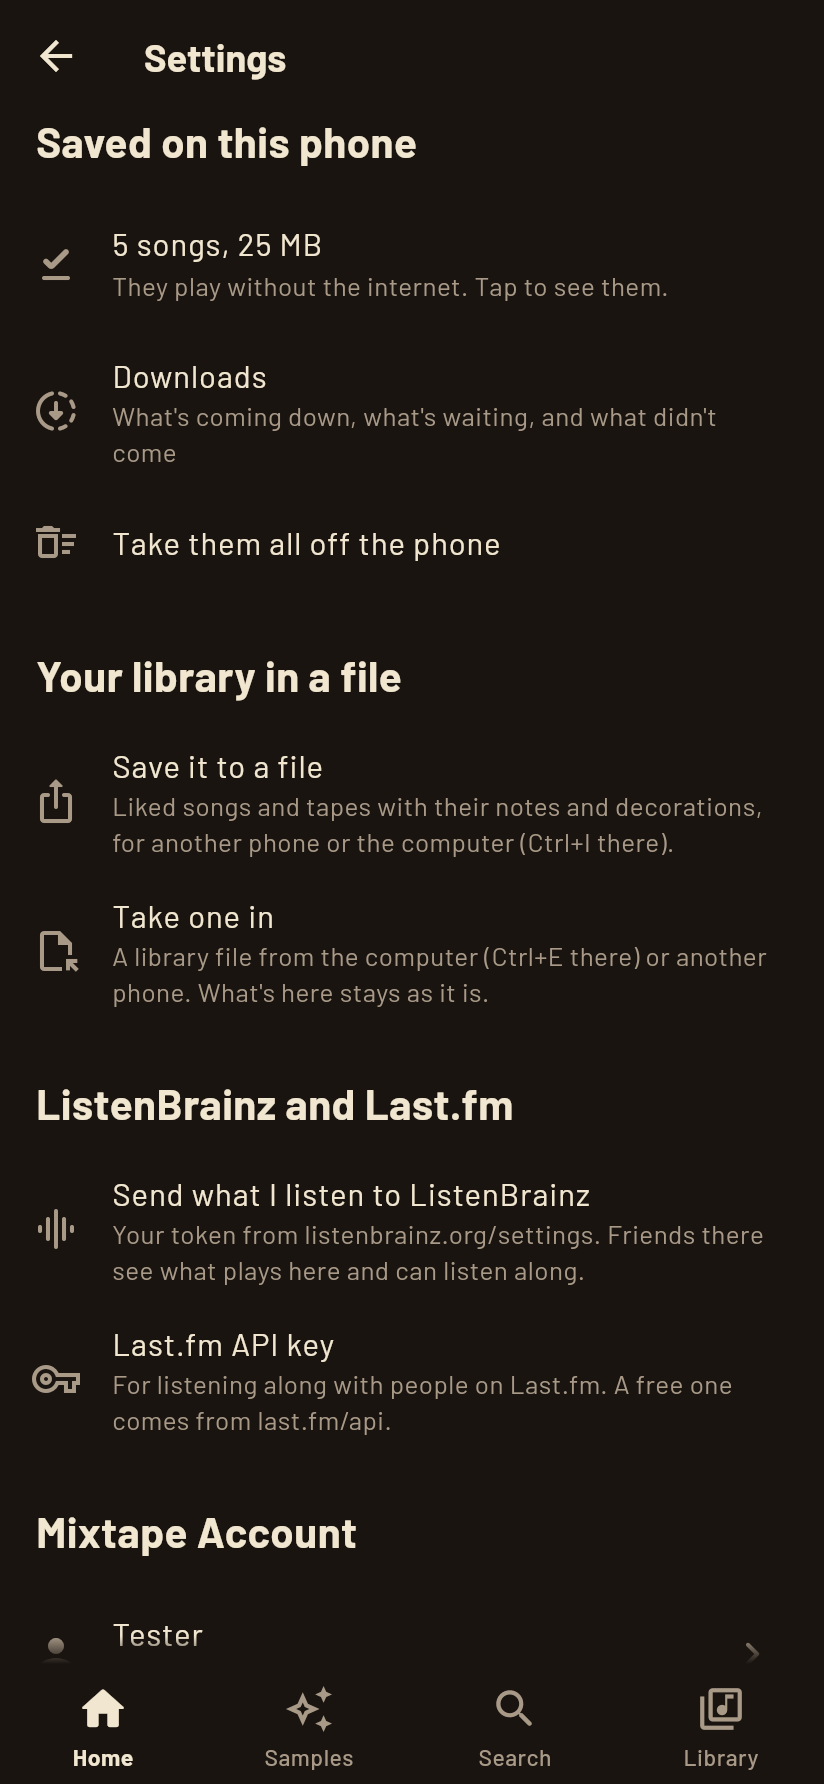 Settings
Saved on this phone
5 songs, 25 MB
They play without the internet. Tap to see them.
Downloads
What's coming down, what's waiting, and what didn't
come
Take them all off the phone
Your library in a file
Save it to a file
Liked songs and tapes with their notes and decorations,
for another phone or the computer (Ctrl+I there).
Take one in
A library file from the computer (Ctrl+E there) or another
phone. What's here stays as it is.
ListenBrainz and Last.fm
Send what I listen to ListenBrainz
Your token from listenbrainz.org/settings. Friends there
see what plays here and can listen along.
Last.fm API key
For listening along with people on Last.fm. A free one
comes from last.fm/api.
Mixtape Account
Tester
Home
Samples
Search
Library